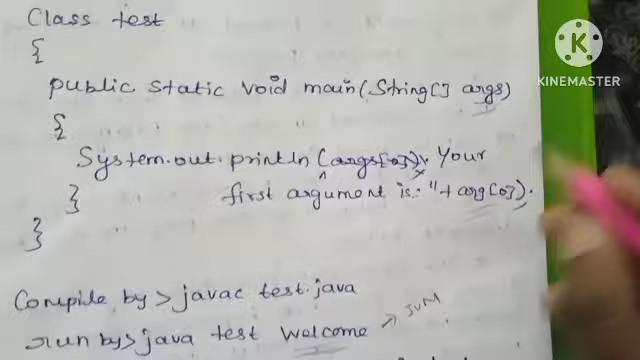 Class test
{
public static void main(String[] args)
{
System.out.println (args[0]); Your
first argument is: "+ arg[0]);
}
}
Compile by > javac test.java
run by> java test Welcome → JVM
K
KINEMASTER